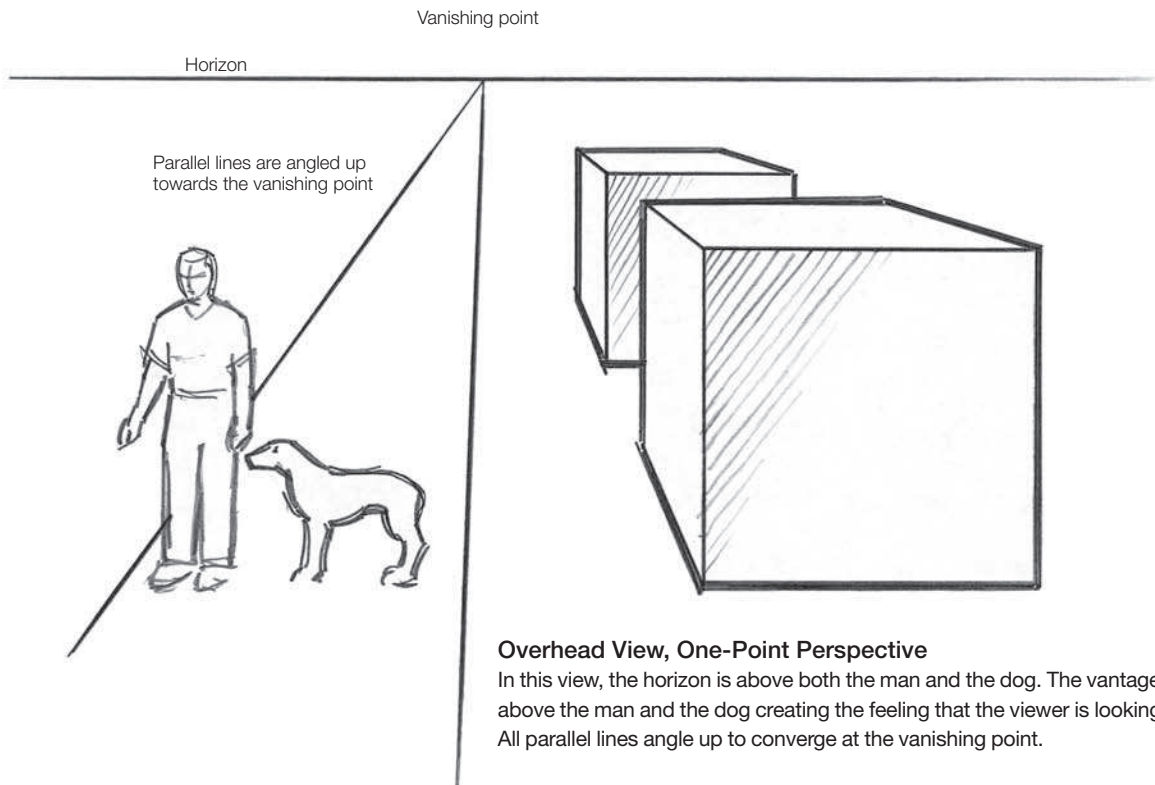 Vanishing point
Horizon
Parallel lines are angled up
towards the vanishing point
Overhead View, One-Point Perspective
In this view, the horizon is above both the man and the dog. The vantage
above the man and the dog creating the feeling that the viewer is looking
All parallel lines angle up to converge at the vanishing point.